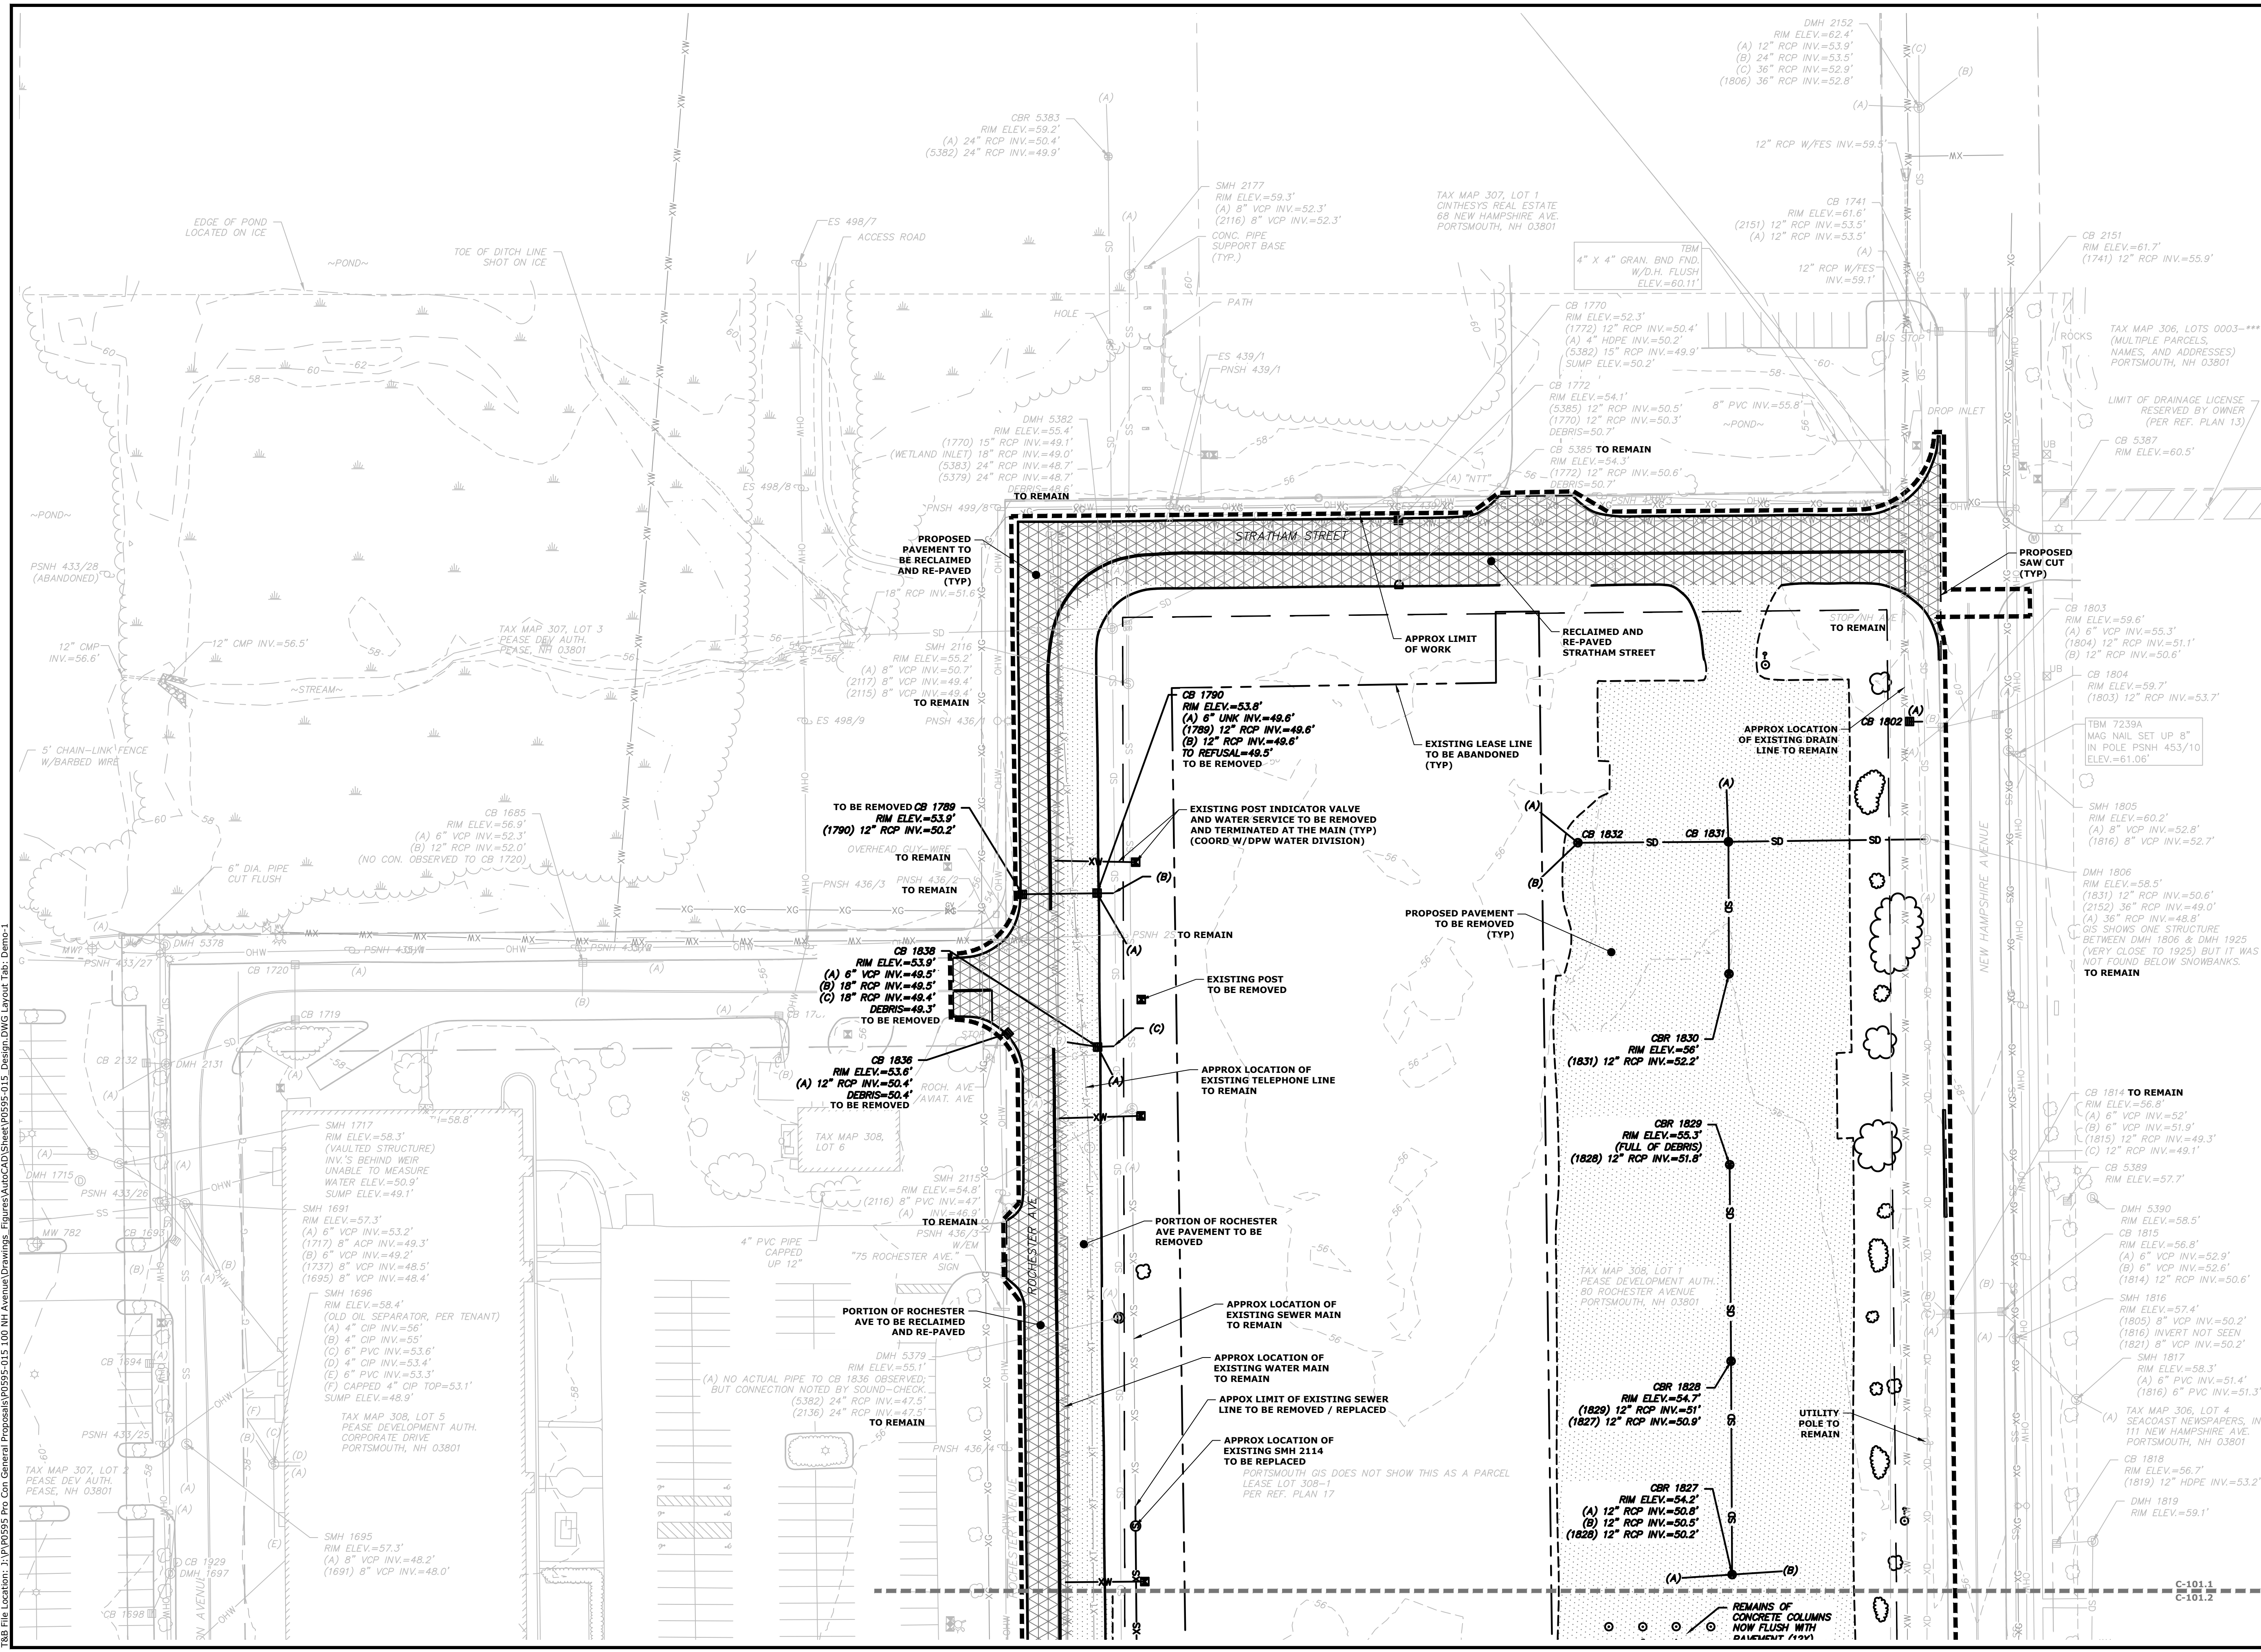 DMH 2152
RIM ELEV.=62.4'
(A) 12" RCP INV.=53.9'
(B) 24" RCP INV.=53.5'
(C) 36" RCP INV.=52.9'
(1806) 36" RCP INV.=52.8'
(C)
(B)
(A)
(A)
CBR 5383
RIM ELEV.=59.2'
(A) 24" RCP INV.=50.4'
(5382) 24" RCP INV.=49.9'
12" RCP W/FES INV.=59.5'
SMH 2177
RIM ELEV.=59.3'
(A) 8" VCP INV.=52.3'
(2116) 8" VCP INV.=52.3'
CONC. PIPE
SUPPORT BASE
(TYP.)
TAX MAP 307, LOT 1
CINTHESYS REAL ESTATE
68 NEW HAMPSHIRE AVE.
PORTSMOUTH, NH 03801
CB 1741
RIM ELEV.=61.6'
(2151) 12" RCP INV.=53.5'
(A) 12" RCP INV.=53.5'
(A)
12" RCP W/FES
INV.=59.1'
CB 2151
RIM ELEV.=61.7'
(1741) 12" RCP INV.=55.9'
TBM
4" X 4" GRAN. BND FND.
W/D.H. FLUSH
ELEV.=60.11'
EDGE OF POND
LOCATED ON ICE
TOE OF DITCH LINE
SHOT ON ICE
~POND~
ES 498/7
ACCESS ROAD
PATH
HOLE
ES 439/1
PNSH 439/1
CB 1770
RIM ELEV.=52.3'
(1772) 12" RCP INV.=50.4'
(A) 4" HDPE INV.=50.2'
(5382) 15" RCP INV.=49.9'
SUMP ELEV.=50.2'
CB 1772
RIM ELEV.=54.1'
(5385) 12" RCP INV.=50.5'
(1770) 12" RCP INV.=50.3'
DEBRIS=50.7'
CB 5385 TO REMAIN
RIM ELEV.=54.3'
(1772) 12" RCP INV.=50.6'
DEBRIS=50.7'
BUS STOP
8" PVC INV.=55.8'
~POND~
DROP INLET
ROCKS
TAX MAP 306, LOTS 0003-***
(MULTIPLE PARCELS,
NAMES, AND ADDRESSES)
PORTSMOUTH, NH 03801
LIMIT OF DRAINAGE LICENSE
RESERVED BY OWNER
(PER REF. PLAN 13)
CB 5387
RIM ELEV.=60.5'
UB
DMH 5382
RIM ELEV.=55.4'
(1770) 15" RCP INV.=49.1'
(WETLAND INLET) 18" RCP INV.=49.0'
(5383) 24" RCP INV.=48.7'
(5379) 24" RCP INV.=48.7'
DEBRIS=48.6'
TO REMAIN
(A) "NTT"
ES 498/8
PNSH 499/8
STRATHAM STREET
~POND~
PSNH 433/28
(ABANDONED)
PROPOSED
PAVEMENT TO
BE RECLAIMED
AND RE-PAVED
(TYP)
18" RCP INV.=51.6'
PROPOSED
SAW CUT
(TYP)
APPROX LIMIT
OF WORK
RECLAIMED AND
RE-PAVED
STRATHAM STREET
STOP/NH AVE
TO REMAIN
CB 1803
RIM ELEV.=59.6'
(A) 6" VCP INV.=55.3'
(1804) 12" RCP INV.=51.1'
(B) 12" RCP INV.=50.6'
UB
CB 1804
RIM ELEV.=59.7'
(1803) 12" RCP INV.=53.7'
12" CMP
INV.=56.6'
12" CMP INV.=56.5'
TAX MAP 307, LOT 3
PEASE DEV AUTH.
PEASE, NH 03801
~STREAM~
SMH 2116
RIM ELEV.=55.2'
(A) 8" VCP INV.=50.7'
(2117) 8" VCP INV.=49.4'
(2115) 8" VCP INV.=49.4'
TO REMAIN
ES 498/9
PNSH 436/1
CB 1790
RIM ELEV.=53.8'
(A) 6" UNK INV.=49.6'
(1789) 12" RCP INV.=49.6'
(B) 12" RCP INV.=49.6'
TO REFUSAL=49.5'
TO BE REMOVED
EXISTING LEASE LINE
TO BE ABANDONED
(TYP)
APPROX LOCATION
OF EXISTING DRAIN
LINE TO REMAIN
CB 1802
(A)
TBM 7239A
MAG NAIL SET UP 8"
IN POLE PSNH 453/10
ELEV.=61.06'
5' CHAIN-LINK FENCE
W/BARBED WIRE
CB 1685
RIM ELEV.=56.9'
(A) 6" VCP INV.=52.3'
(B) 12" RCP INV.=52.0'
(NO CON. OBSERVED TO CB 1720)
TO BE REMOVED CB 1789
RIM ELEV.=53.9'
(1790) 12" RCP INV.=50.2'
OVERHEAD GUY-WIRE
TO REMAIN
PNSH 436/2
TO REMAIN
PNSH 436/3
EXISTING POST INDICATOR VALVE
AND WATER SERVICE TO BE REMOVED
AND TERMINATED AT THE MAIN (TYP)
(COORD W/DPW WATER DIVISION)
(A)
CB 1832
CB 1831
(A)
(B)
SMH 1805
RIM ELEV.=60.2'
(A) 8" VCP INV.=52.8'
(1816) 8" VCP INV.=52.7'
DMH 1806
RIM ELEV.=58.5'
(1831) 12" RCP INV.=50.6'
(2152) 36" RCP INV.=49.0'
(A) 36" RCP INV.=48.8'
GIS SHOWS ONE STRUCTURE
BETWEEN DMH 1806 & DMH 1925
(VERY CLOSE TO 1925) BUT IT WAS
NOT FOUND BELOW SNOWBANKS.
TO REMAIN
NEW HAMPSHIRE AVENUE
6" DIA. PIPE
CUT FLUSH
DMH 5378
PSNH 433/27
CB 1720
PROPOSED PAVEMENT
TO BE REMOVED
(TYP)
PSNH 25 TO REMAIN
(B)
(A)
CB 1838
RIM ELEV.=53.9'
(A) 6" VCP INV.=49.5'
(B) 18" RCP INV.=49.5'
(C) 18" RCP INV.=49.4'
DEBRIS=49.3'
TO BE REMOVED
EXISTING POST
TO BE REMOVED
(C)
(A)
CB 1719
CB 2132
DMH 2131
CB 1836
RIM ELEV.=53.6'
(A) 12" RCP INV.=50.4'
DEBRIS=50.4'
TO BE REMOVED
STOP
ROCH. AVE
/AVIAT. AVE
APPROX LOCATION OF
EXISTING TELEPHONE LINE
TO REMAIN
CBR 1830
RIM ELEV=56'
(1831) 12" RCP INV.=52.2'
CBR 1829
RIM ELEV.=55.3'
(FULL OF DEBRIS)
(1828) 12" RCP INV.=51.8'
CB 1814 TO REMAIN
RIM ELEV.=56.8'
(A) 6" VCP INV.=52'
(B) 6" VCP INV.=51.9'
(1815) 12" RCP INV.=49.3'
(C) 12" RCP INV.=49.1'
CB 5389
RIM ELEV.=57.7'
DMH 5390
RIM ELEV.=58.5'
CB 1815
RIM ELEV.=56.8'
(A) 6" VCP INV.=52.9'
(B) 6" VCP INV.=52.6'
(1814) 12" RCP INV.=50.6'
SMH 1816
RIM ELEV.=57.4'
(1805) 8" VCP INV.=50.2'
(1816) INVERT NOT SEEN
(1821) 8" VCP INV.=50.2'
SMH 1817
RIM ELEV.=58.3'
(A) 6" PVC INV.=51.4'
(1816) 6" PVC INV.=51.3'
TAX MAP 306, LOT 4
SEACOAST NEWSPAPERS, IN
111 NEW HAMPSHIRE AVE.
PORTSMOUTH, NH 03801
CB 1818
RIM ELEV.=56.7'
(1819) 12" HDPE INV.=53.2'
DMH 1819
RIM ELEV.=59.1'
SMH 1717
RIM ELEV.=58.3'
(VAULTED STRUCTURE)
INV.'S BEHIND WEIR
UNABLE TO MEASURE
WATER ELEV.=50.9'
SUMP ELEV.=49.1'
DMH 1715
PSNH 433/26
MW 782
CB 1693
SMH 1691
RIM ELEV.=57.3'
(A) 6" VCP INV.=53.2'
(1717) 8" ACP INV.=49.3'
(B) 6" VCP INV.=49.2'
(1737) 8" VCP INV.=48.5'
(1695) 8" VCP INV.=48.4'
SMH 1696
RIM ELEV.=58.4'
(OLD OIL SEPARATOR, PER TENANT)
(A) 4" CIP INV.=56'
(B) 4" CIP INV.=55'
(C) 6" PVC INV.=53.6'
(D) 4" CIP INV.=53.4'
(E) 6" PVC INV.=53.3'
(F) CAPPED 4" CIP TOP=53.1'
SUMP ELEV.=48.9'
CB 1694
TAX MAP 308, LOT 5
PEASE DEVELOPMENT AUTH.
CORPORATE DRIVE
PORTSMOUTH, NH 03801
PSNH 433/25
TAX MAP 307, LOT 2
PEASE DEV AUTH.
PEASE, NH 03801
SMH 1695
RIM ELEV.=57.3'
(A) 8" VCP INV.=48.2'
(1691) 8" VCP INV.=48.0'
CB 1929
DMH 1697
CB 1698
TAX MAP 308,
LOT 6
SMH 2115
RIM ELEV.=54.8'
(2116) 8" PVC INV.=47'
(A) INV.=46.9'
TO REMAIN
PSNH 436/3
W/EM
"75 ROCHESTER AVE."
SIGN
4" PVC PIPE
CAPPED
UP 12"
ROCHESTER AVE
PORTION OF ROCHESTER
AVE PAVEMENT TO BE
REMOVED
PORTION OF ROCHESTER
AVE TO BE RECLAIMED
AND RE-PAVED
APPROX LOCATION OF
EXISTING SEWER MAIN
TO REMAIN
APPROX LOCATION OF
EXISTING WATER MAIN
TO REMAIN
APPOX LIMIT OF EXISTING SEWER
LINE TO BE REMOVED / REPLACED
APPROX LOCATION OF
EXISTING SMH 2114
TO BE REPLACED
DMH 5379
RIM ELEV.=55.1'
(A) NO ACTUAL PIPE TO CB 1836 OBSERVED,
BUT CONNECTION NOTED BY SOUND-CHECK.
(5382) 24" RCP INV.=47.5'
(2136) 24" RCP INV.=47.5'
TO REMAIN
PNSH 436/4
PORTSMOUTH GIS DOES NOT SHOW THIS AS A PARCEL
LEASE LOT 308-1
PER REF. PLAN 17
TAX MAP 308, LOT 1
PEASE DEVELOPMENT AUTH.
80 ROCHESTER AVENUE
PORTSMOUTH, NH 03801
CBR 1828
RIM ELEV.=54.7'
(1829) 12" RCP INV.=51'
(1827) 12" RCP INV.=50.9'
UTILITY
POLE TO
REMAIN
CBR 1827
RIM ELEV.=54.2'
(A) 12" RCP INV.=50.8'
(B) 12" RCP INV.=50.5'
(1828) 12" RCP INV.=50.2'
(A)
(B)
C-101.1
C-101.2
REMAINS OF
CONCRETE COLUMNS
NOW FLUSH WITH
PAVEMENT (12X)
T&B File Location: J:\P\P0595 Pro Con General Proposals\P0595-015 100 NH Avenue\Drawings_Figures\AutoCAD\Sheet\P0595-015_Design.DWG Layout Tab: Demo-1